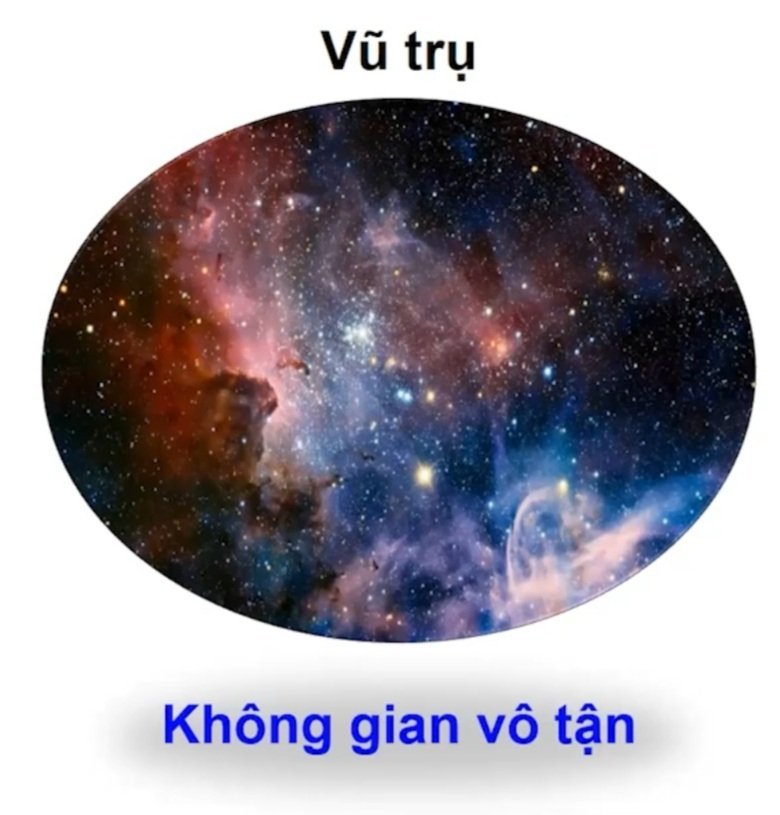 Vũ trụ
Không gian vô tận